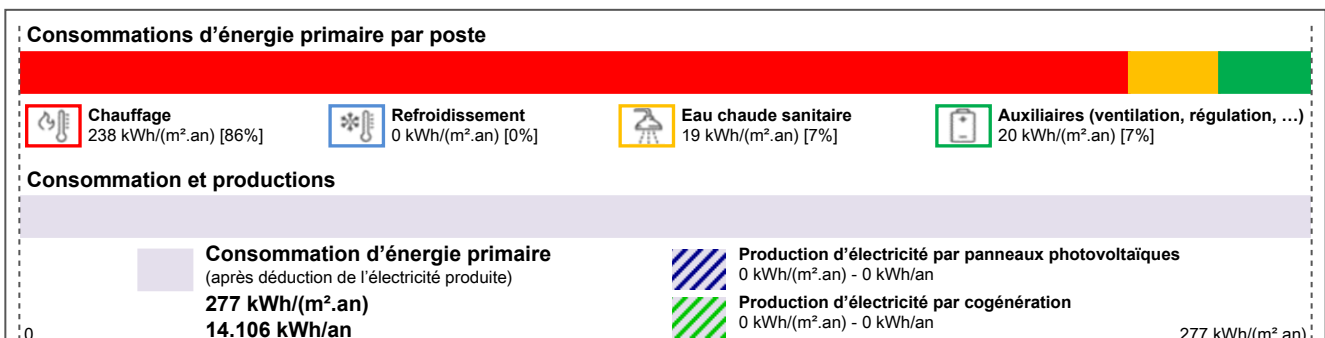 Consommations d’énergie primaire par poste
Chauffage
238 kWh/(m².an) [86%]
Refroidissement
0 kWh/(m².an) [0%]
Eau chaude sanitaire
19 kWh/(m².an) [7%]
Auxiliaires (ventilation, régulation, …)
20 kWh/(m².an) [7%]
Consommation et productions
Consommation d’énergie primaire
(après déduction de l’électricité produite)
277 kWh/(m².an)
14.106 kWh/an
Production d’électricité par panneaux photovoltaïques
0 kWh/(m².an) - 0 kWh/an
Production d’électricité par cogénération
0 kWh/(m².an) - 0 kWh/an
0
277 kWh/(m².an)